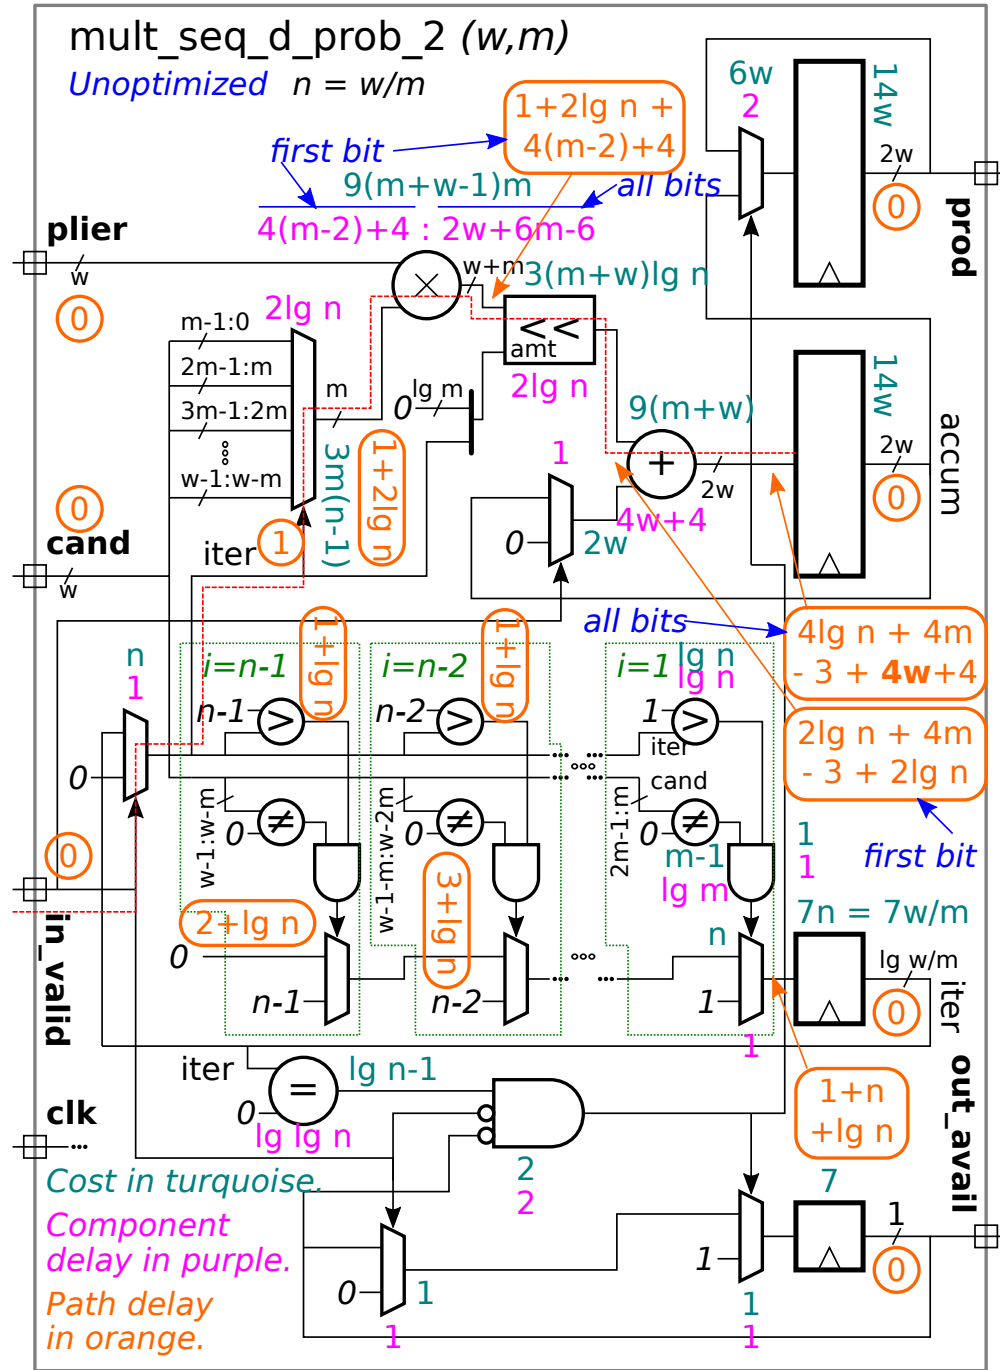 mult_seq_d_prob_2 (w,m)
Unoptimized n = w/m
6w
2
14w
2w
0
prod
1+2lg n +
4(m-2)+4
first bit
9(m+w-1)m
all bits
4(m-2)+4 : 2w+6m-6
plier
w
0
w+m
3(m+w)lg n
2lg n
m-1:0
2m-1:m
3m-1:2m
w-1:w-m
m
<<
amt
2lg n
0
lg m
3m(n-1)
1+2lg n
9(m+w)
+
2w
4w+4
14w
2w
0
accum
1
0
2w
0
cand
w
iter
1
all bits
4lg n + 4m
- 3 + 4w+4
2lg n + 4m
- 3 + 2lg n
first bit
n
1
0
i=n-1
1+lg n
n-1
>
i=n-2
1+lg n
n-2
>
i=1
lg n
lg n
1
>
iter
cand
w-1:w-m
0
≠
w-1-m:w-2m
0
≠
2m-1:m
0
≠
m-1
lg m
1
1
0
in_valid
2+lg n
0
n-1
3+lg n
n-2
n
1
1
7n = 7w/m
lg w/m
0
iter
iter
0
=
lg n-1
lg lg n
2
2
1+n
+lg n
clk
out_avail
Cost in turquoise.
Component
delay in purple.
Path delay
in orange.
0
1
1
1
1
1
7
1
0